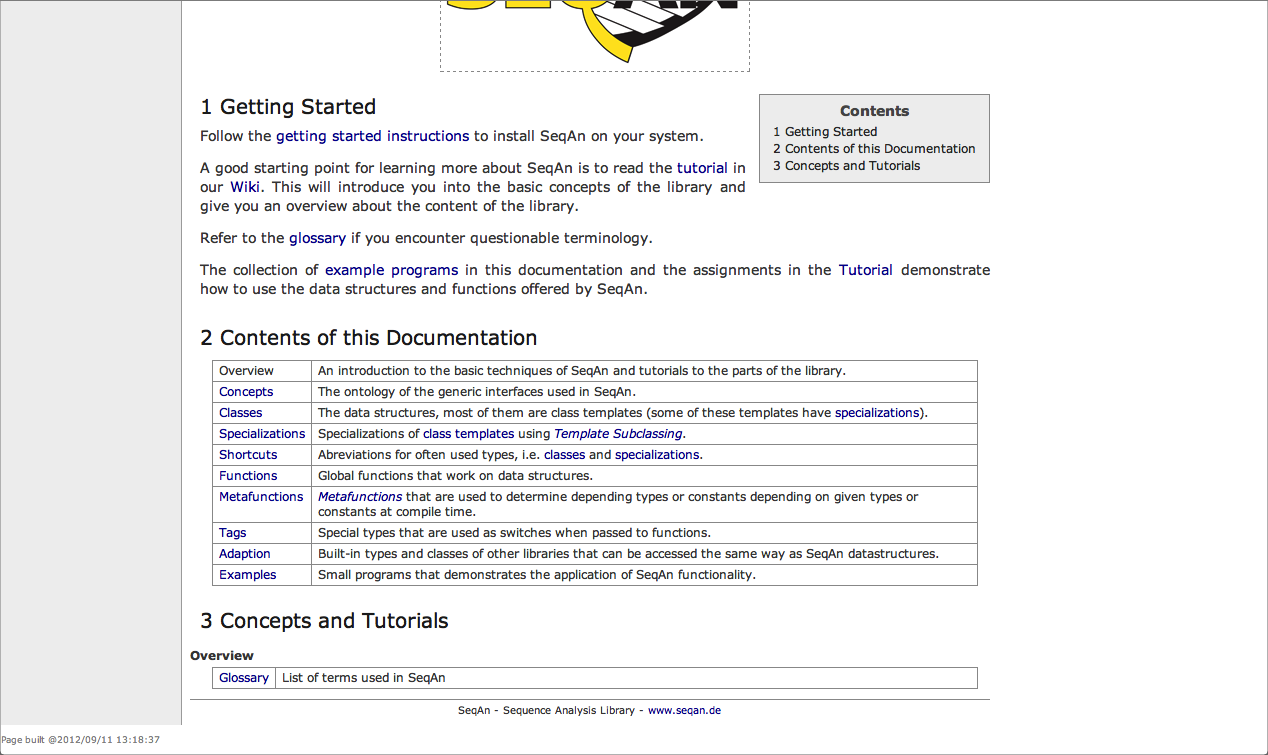 1 Getting Started
Contents
1 Getting Started
2 Contents of this Documentation
3 Concepts and Tutorials
Follow the getting started instructions to install SeqAn on your system.
A good starting point for learning more about SeqAn is to read the tutorial in
our Wiki. This will introduce you into the basic concepts of the library and
give you an overview about the content of the library.
Refer to the glossary if you encounter questionable terminology.
The collection of example programs in this documentation and the assignments in the Tutorial demonstrate
how to use the data structures and functions offered by SeqAn.
2 Contents of this Documentation
Overview An introduction to the basic techniques of SeqAn and tutorials to the parts of the library.
Concepts The ontology of the generic interfaces used in SeqAn.
Classes The data structures, most of them are class templates (some of these templates have specializations).
Specializations Specializations of class templates using Template Subclassing.
Shortcuts Abreviations for often used types, i.e. classes and specializations.
Functions Global functions that work on data structures.
Metafunctions Metafunctions that are used to determine depending types or constants depending on given types or
constants at compile time.
Tags Special types that are used as switches when passed to functions.
Adaption Built-in types and classes of other libraries that can be accessed the same way as SeqAn datastructures.
Examples Small programs that demonstrates the application of SeqAn functionality.
3 Concepts and Tutorials
Overview
Glossary List of terms used in SeqAn
SeqAn - Sequence Analysis Library - www.seqan.de
Page built @2012/09/11 13:18:37